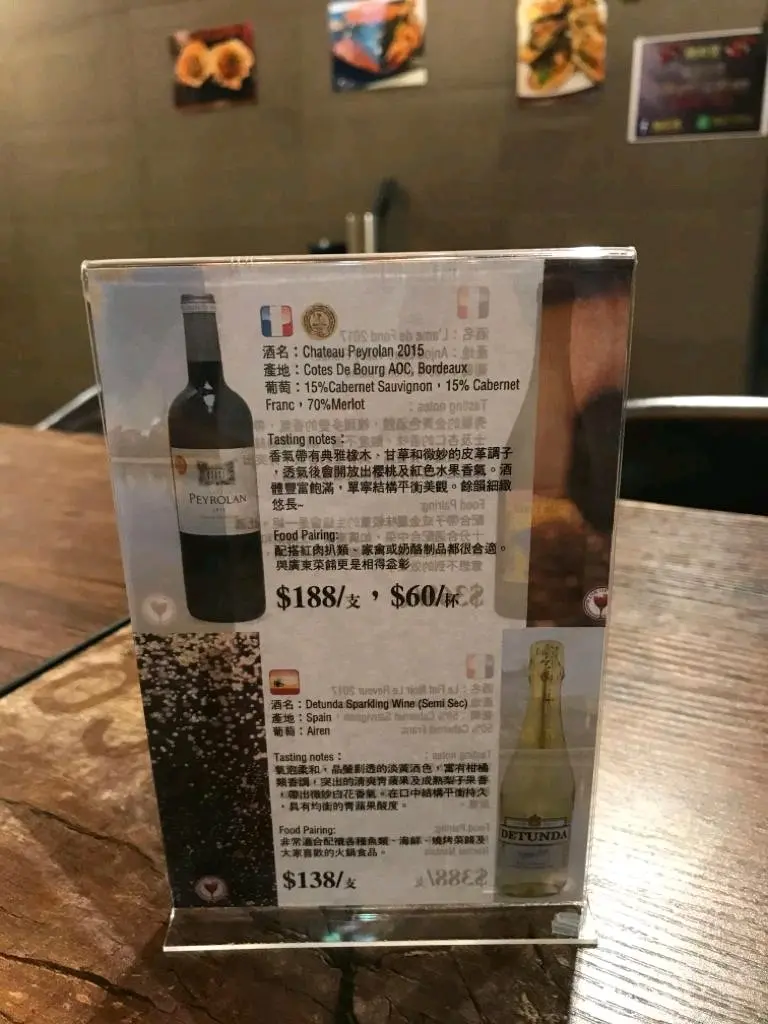 酒名：Chateau Peyrolan 2015
產地：Cotes De Bourg AOC, Bordeaux
葡萄：15%Cabernet Sauvignon，15% Cabernet
Franc，70%Merlot
Tasting notes：
香氣帶有典雅橡木、甘草和微妙的皮革調子
，透氣後會開放出櫻桃及紅色水果香氣。酒
體豐富飽滿，單寧結構平衡美觀。餘韻細緻
悠長~
Food Pairing:
配搭紅肉扒類、家禽或奶酪制品都很合適。
與廣東菜餚更是相得益彰
$188/支，$60/杯
PEYROLAN
酒名：Detunda Sparkling Wine (Semi Sec)
產地：Spain
葡萄：Airen
Tasting notes：
氣泡柔和，晶瑩剔透的淡黃酒色，富有柑橘
類香調，突出的清爽青蘋果及成熟梨子果香
，帶出微妙白花香氣。在口中結構平衡持久
，具有均衡的青蘋果酸度。
Food Pairing:
非常適合配襯各種魚類、海鮮、燒烤菜餚及
大家喜歡的火鍋食品。
$138/支
DETUNDA